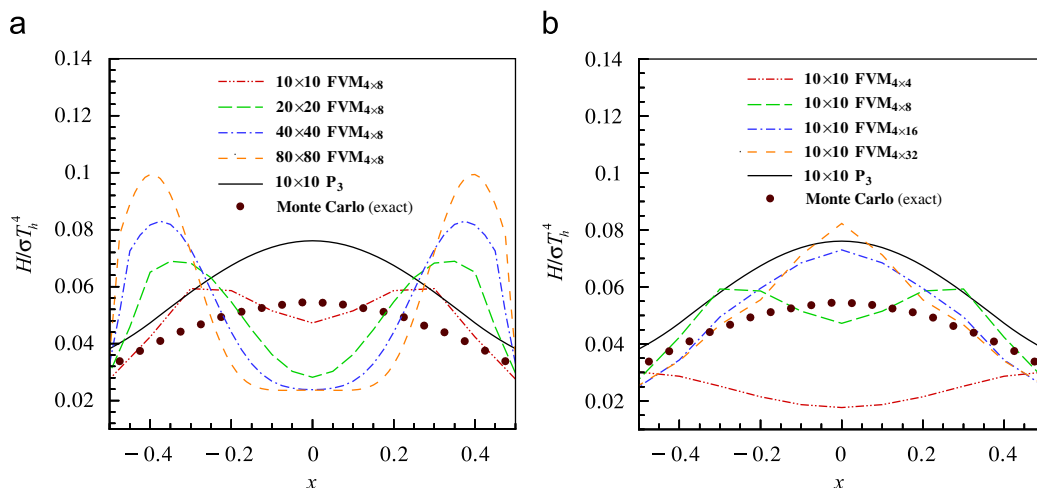 a
0.14
0.12
0.1
0.08
0.06
0.04
0.02
H/σT_h^4
10×10 FVM4×8
20×20 FVM4×8
40×40 FVM4×8
80×80 FVM4×8
10×10 P3
Monte Carlo (exact)
−0.4 −0.2 0 0.2 0.4
x
b
0.14
0.12
0.1
0.08
0.06
0.04
0.02
H/σT_h^4
10×10 FVM4×4
10×10 FVM4×8
10×10 FVM4×16
10×10 FVM4×32
10×10 P3
Monte Carlo (exact)
−0.4 −0.2 0 0.2 0.4
x